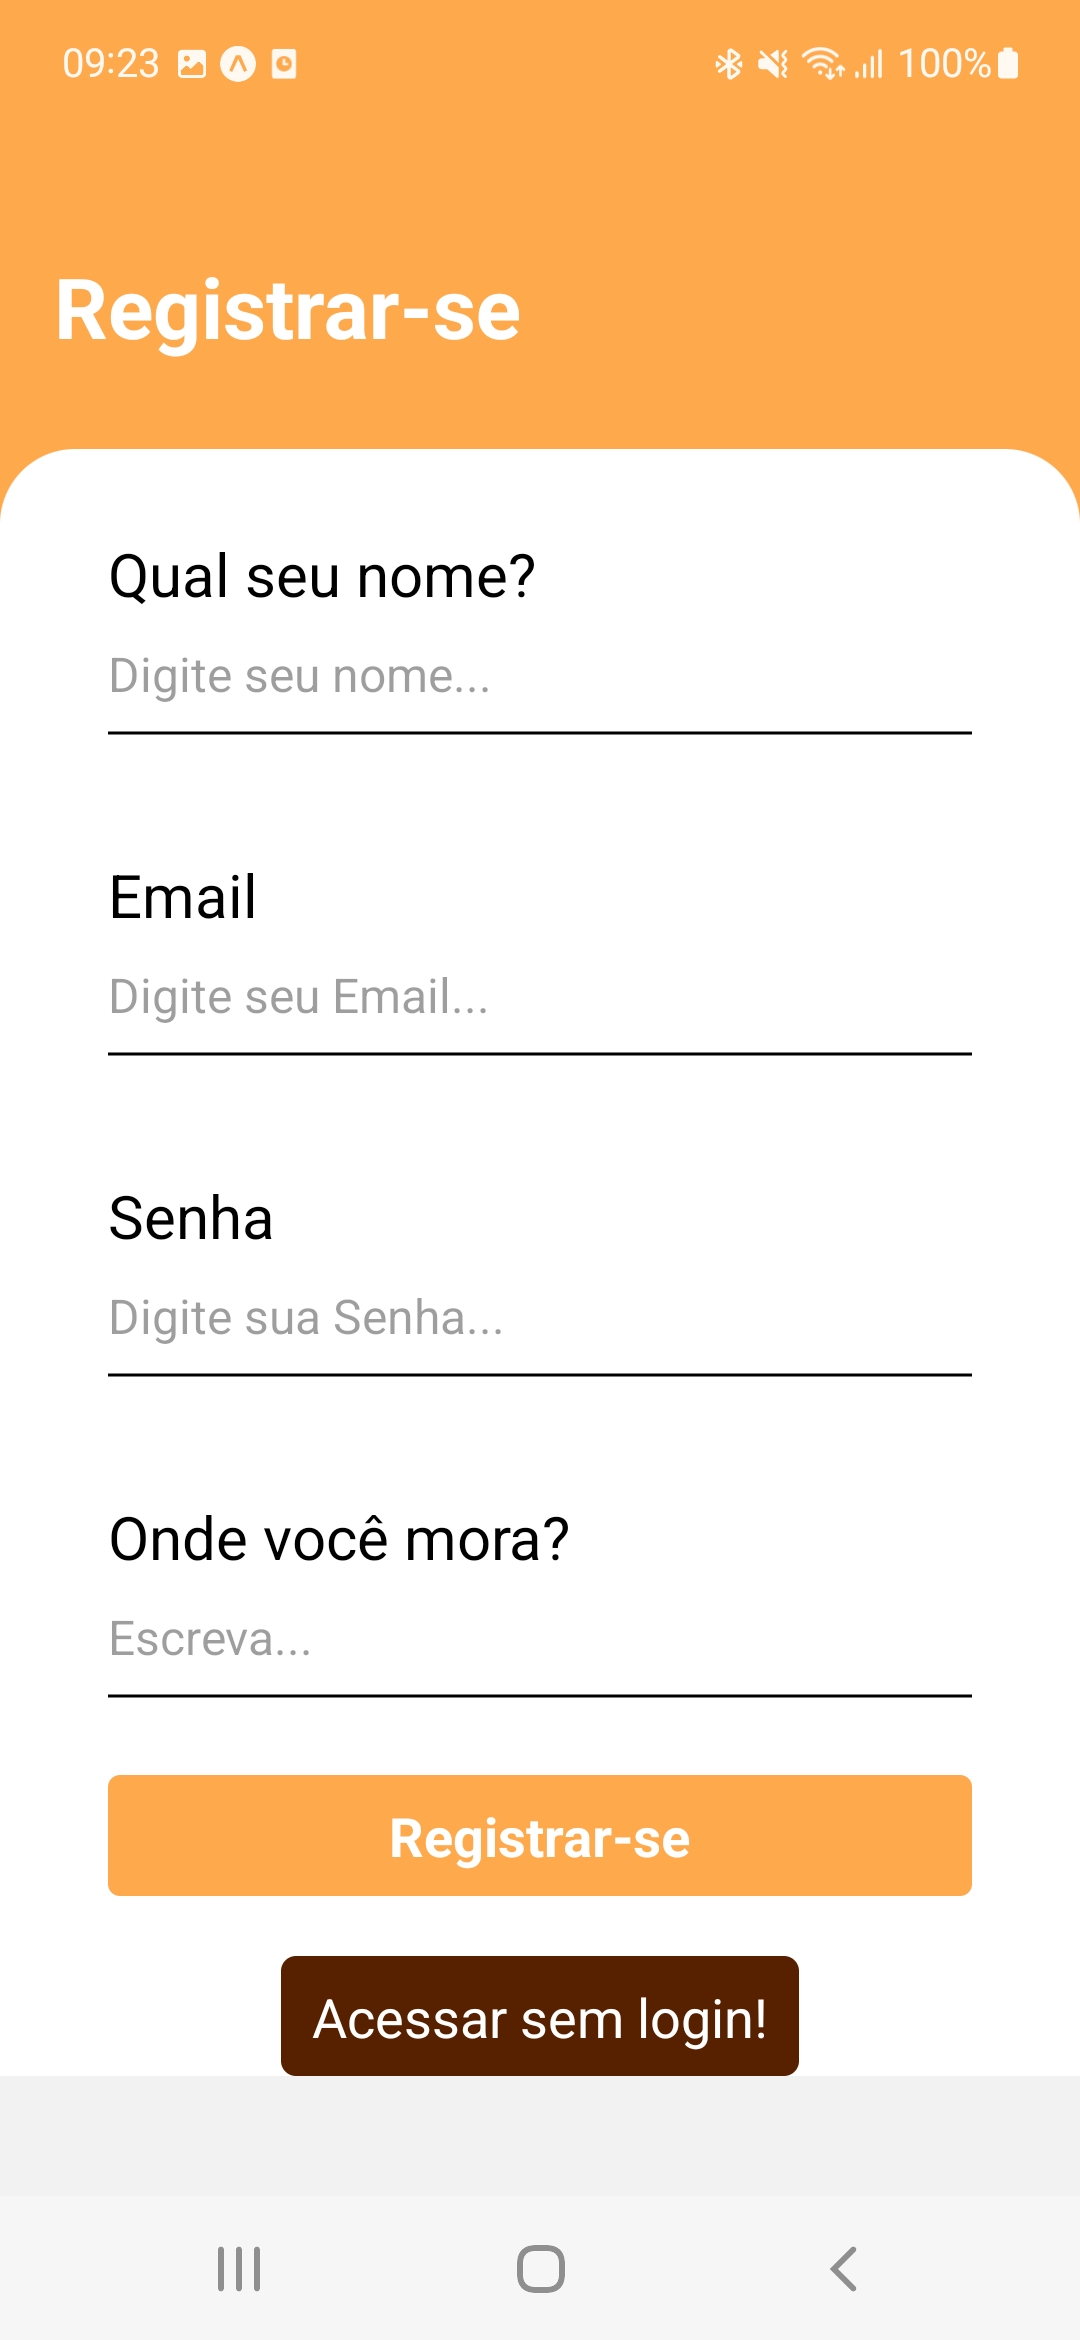 09:23 100%
Registrar-se
Qual seu nome?
Digite seu nome...
Email
Digite seu Email...
Senha
Digite sua Senha...
Onde você mora?
Escreva...
Registrar-se
Acessar sem login!